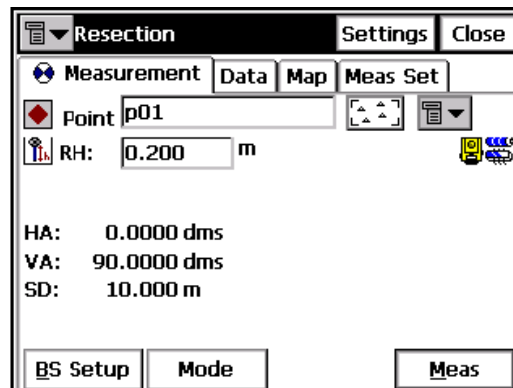 Resection Settings Close
Measurement Data Map Meas Set
Point p01
RH: 0.200 m
HA: 0.0000 dms
VA: 90.0000 dms
SD: 10.000 m
BS Setup Mode Meas